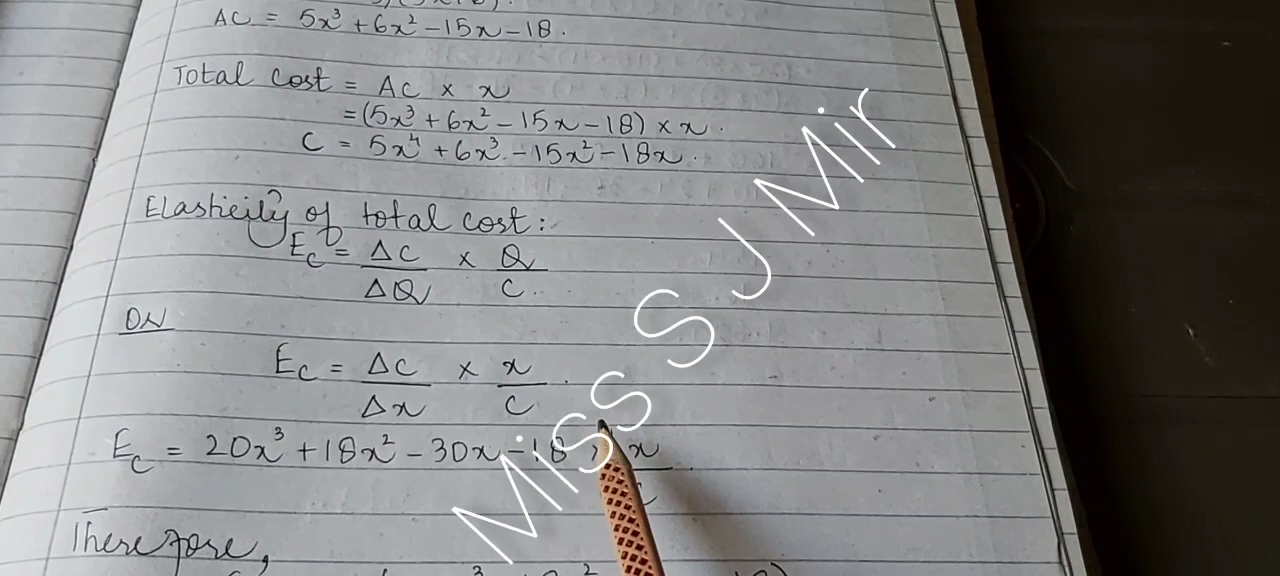 AC = 5x³ + 6x² - 15x - 18.
Total Cost = AC × x
= (5x³ + 6x² - 15x - 18) × x.
C = 5x⁴ + 6x³ - 15x² - 18x.
Elasticity of total cost:
E_C = ΔC/ΔQ × Q/C.
OR
E_C = ΔC/Δx × x/C.
E_C = 20x³ + 18x² - 30x - 18 x
Therefore,
Miss S J Mir